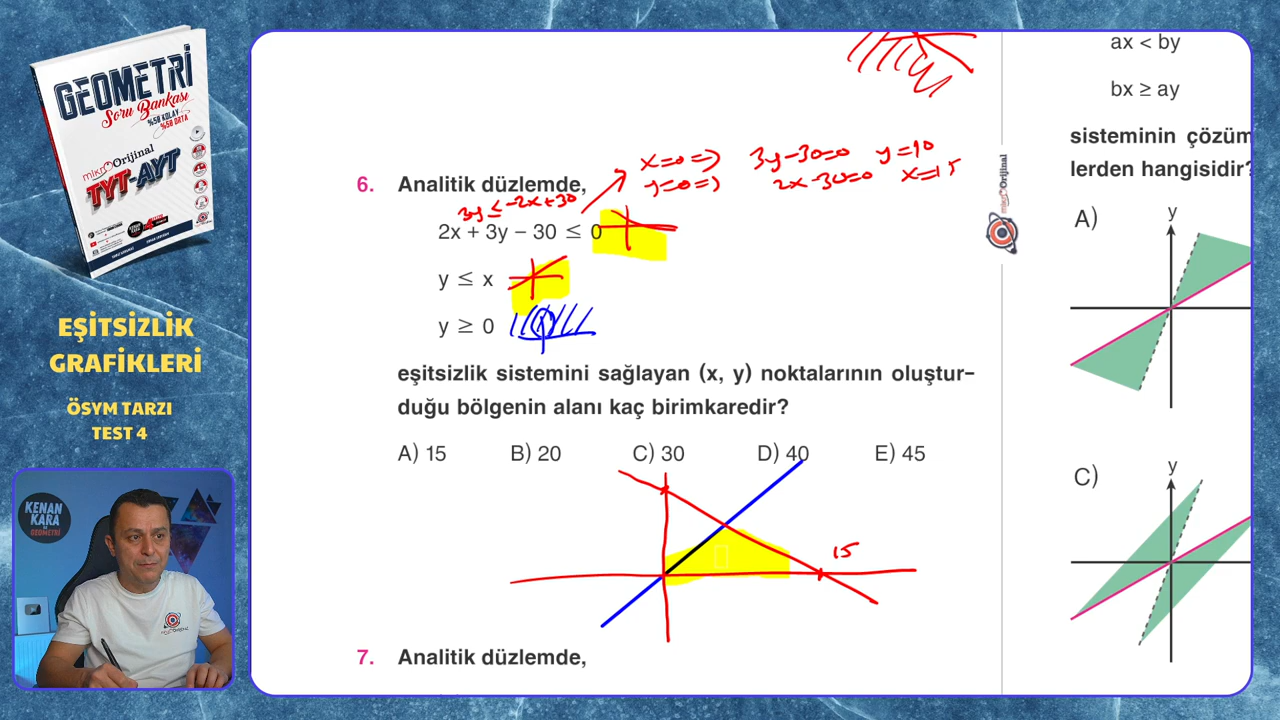 GEOMETRİ
Soru Bankası
%50 KOLAY
%50 ORTA
mikro Orijinal
TYT-AYT
EŞİTSİZLİK
GRAFİKLERİ
ÖSYM TARZI
TEST 4
KENAN
KARA
ile
GEOMETRİ
6. Analitik düzlemde,
x=0 => 3y-30=0 y=10
y=0 => 2x-30=0 x=15
3y ≤ -2x+30
2x + 3y − 30 ≤ 0
y ≤ x
y ≥ 0
eşitsizlik sistemini sağlayan (x, y) noktalarının oluştur-
duğu bölgenin alanı kaç birimkaredir?
A) 15 B) 20 C) 30 D) 40 E) 45
15
7. Analitik düzlemde,
mikro Orijinal
ax < by
bx ≥ ay
sisteminin çözüm
lerden hangisidir?
A)
y
C)
y